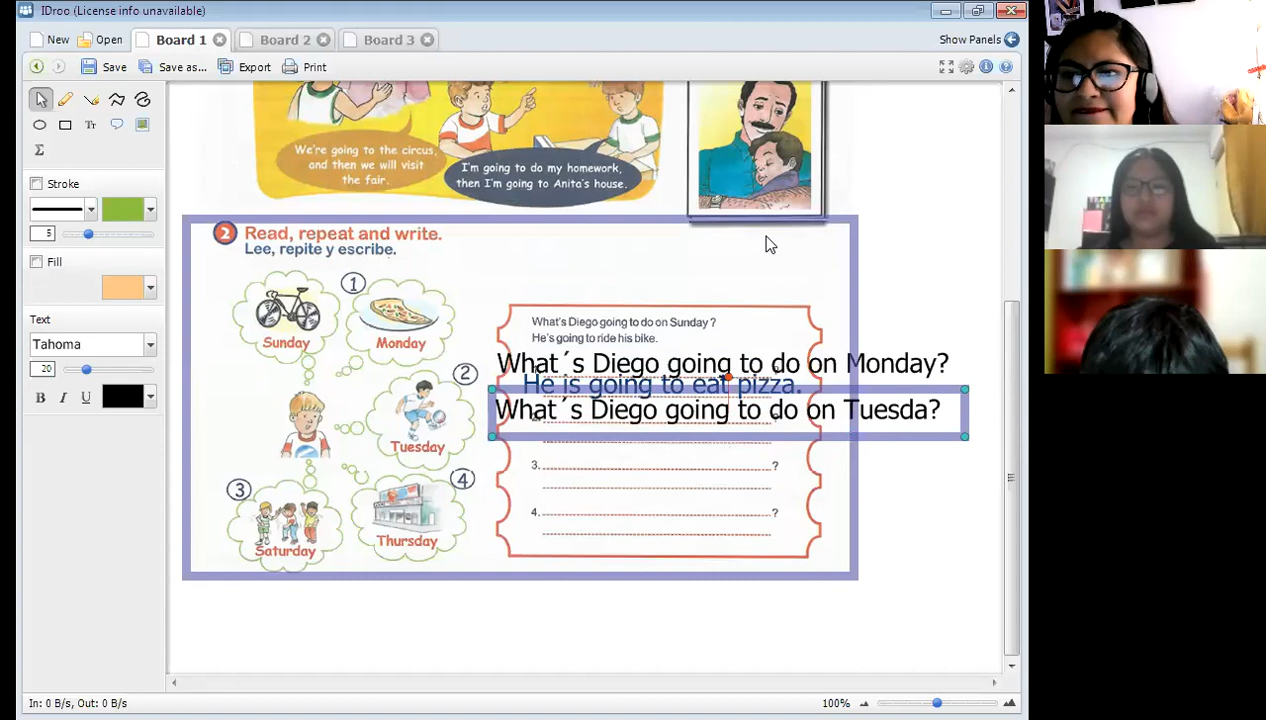 IDroo (License info unavailable)
New
Open
Board 1
Board 2
Board 3
Show Panels
Save
Save as...
Export
Print
Stroke
5
Fill
Text
Tahoma
20
B I U
We're going to the circus,
and then we will visit
the fair.
I'm going to do my homework,
then I'm going to Anita's house.
2 Read, repeat and write.
Lee, repite y escribe.
1
Sunday
Monday
2
Tuesday
3
4
Saturday
Thursday
What's Diego going to do on Sunday ?
He's going to ride his bike.
What´s Diego going to do on Monday?
He is going to eat pizza.
What´s Diego going to do on Tuesda?
3. ?
4. ?
In: 0 B/s, Out: 0 B/s
100%